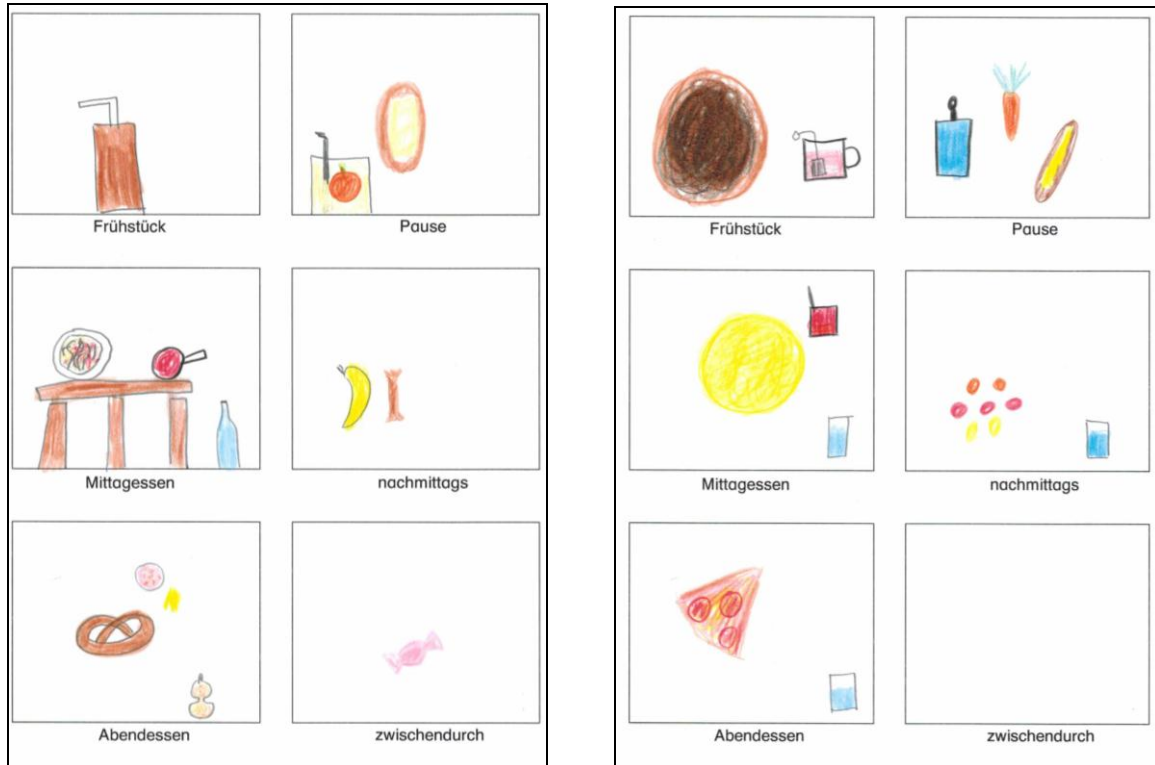 Frühstück
Pause
Mittagessen
nachmittags
Abendessen
zwischendurch
Frühstück
Pause
Mittagessen
nachmittags
Abendessen
zwischendurch